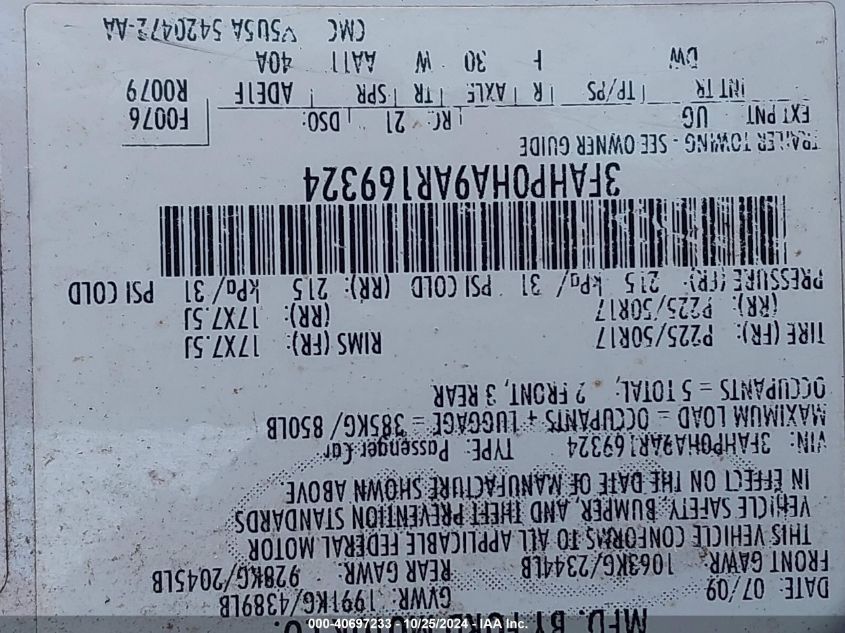 MFD. BY FORD MOTOR CO.
DATE: 07/09 GVWR: 1991KG/4389LB
FRONT GAWR: 1063KG/2344LB REAR GAWR: 928KG/2045LB
THIS VEHICLE CONFORMS TO ALL APPLICABLE FEDERAL MOTOR
VEHICLE SAFETY, BUMPER, AND THEFT PREVENTION STANDARDS
IN EFFECT ON THE DATE OF MANUFACTURE SHOWN ABOVE
VIN: 3FAHP0HA9AR169324 TYPE: Passenger Car
MAXIMUM LOAD = OCCUPANTS + LUGGAGE = 385KG/ 850LB
OCCUPANTS = 5 TOTAL, 2 FRONT, 3 REAR
TIRE (FR): P225/50R17 RIMS (FR): 17X7.5J
(RR): P225/50R17 (RR): 17X7.5J
PRESSURE (FR): 215 kPa/ 31 PSI COLD (RR): 215 kPa/ 31 PSI COLD
3FAHP0HA9AR169324
TRAILER TOWING - SEE OWNER GUIDE
EXT PNT UG RC: 21 DSO: F0076
INT TR TP/PS R AXLE TR SPR ADE1F R0079
DW F 30 W AA11 40A
CMC V5U5A 5420472-AA
000-40697233 - 10/25/2024 - IAA Inc.